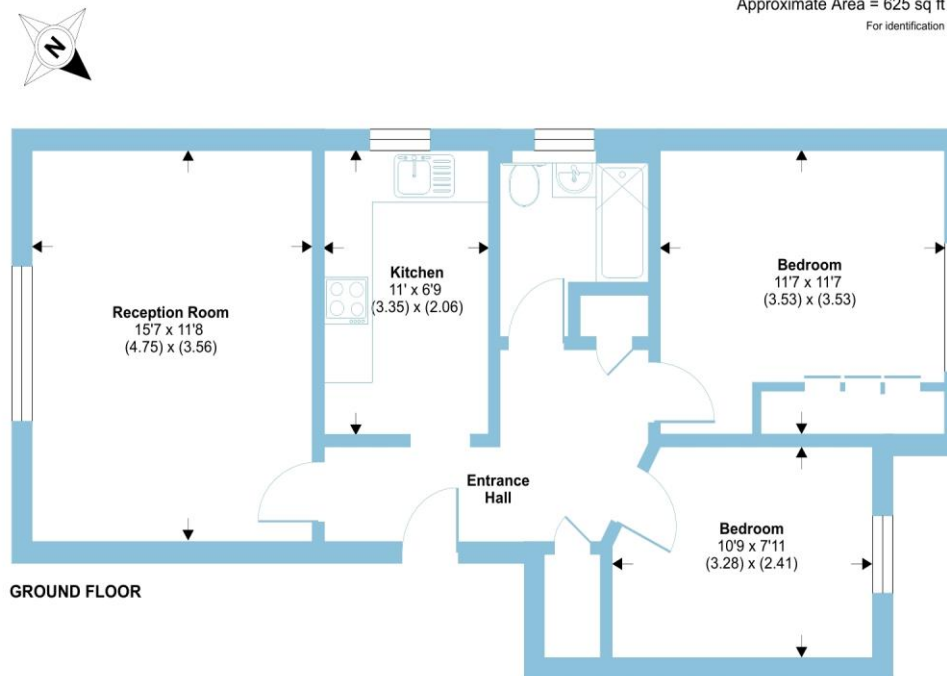 Approximate Area = 625 sq ft
For identification
N
Kitchen
11' x 6'9
(3.35) x (2.06)
Bedroom
11'7 x 11'7
(3.53) x (3.53)
Reception Room
15'7 x 11'8
(4.75) x (3.56)
Entrance
Hall
Bedroom
10'9 x 7'11
(3.28) x (2.41)
GROUND FLOOR